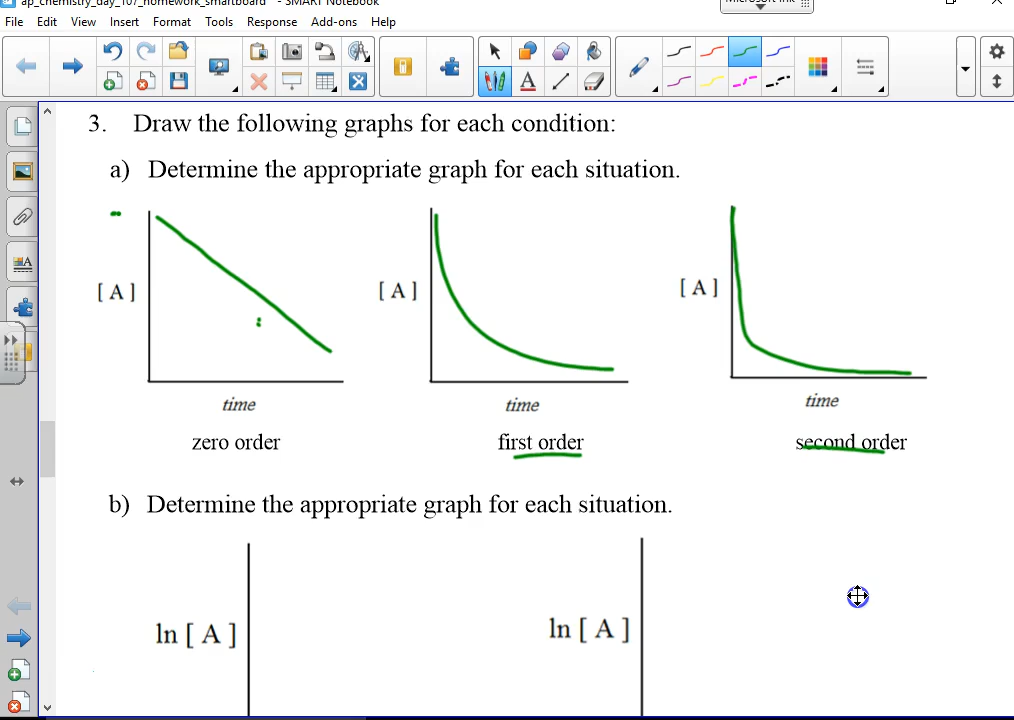 ap_chemistry_day_107_homework_smartboard - SMART Notebook
File Edit View Insert Format Tools Response Add-ons Help
3. Draw the following graphs for each condition:
a) Determine the appropriate graph for each situation.
[ A ] [ A ] [ A ]
time time time
zero order first order second order
b) Determine the appropriate graph for each situation.
ln [ A ] ln [ A ]